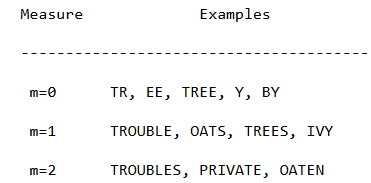 Measure Examples
----------------------------------------
m=0 TR, EE, TREE, Y, BY
m=1 TROUBLE, OATS, TREES, IVY
m=2 TROUBLES, PRIVATE, OATEN